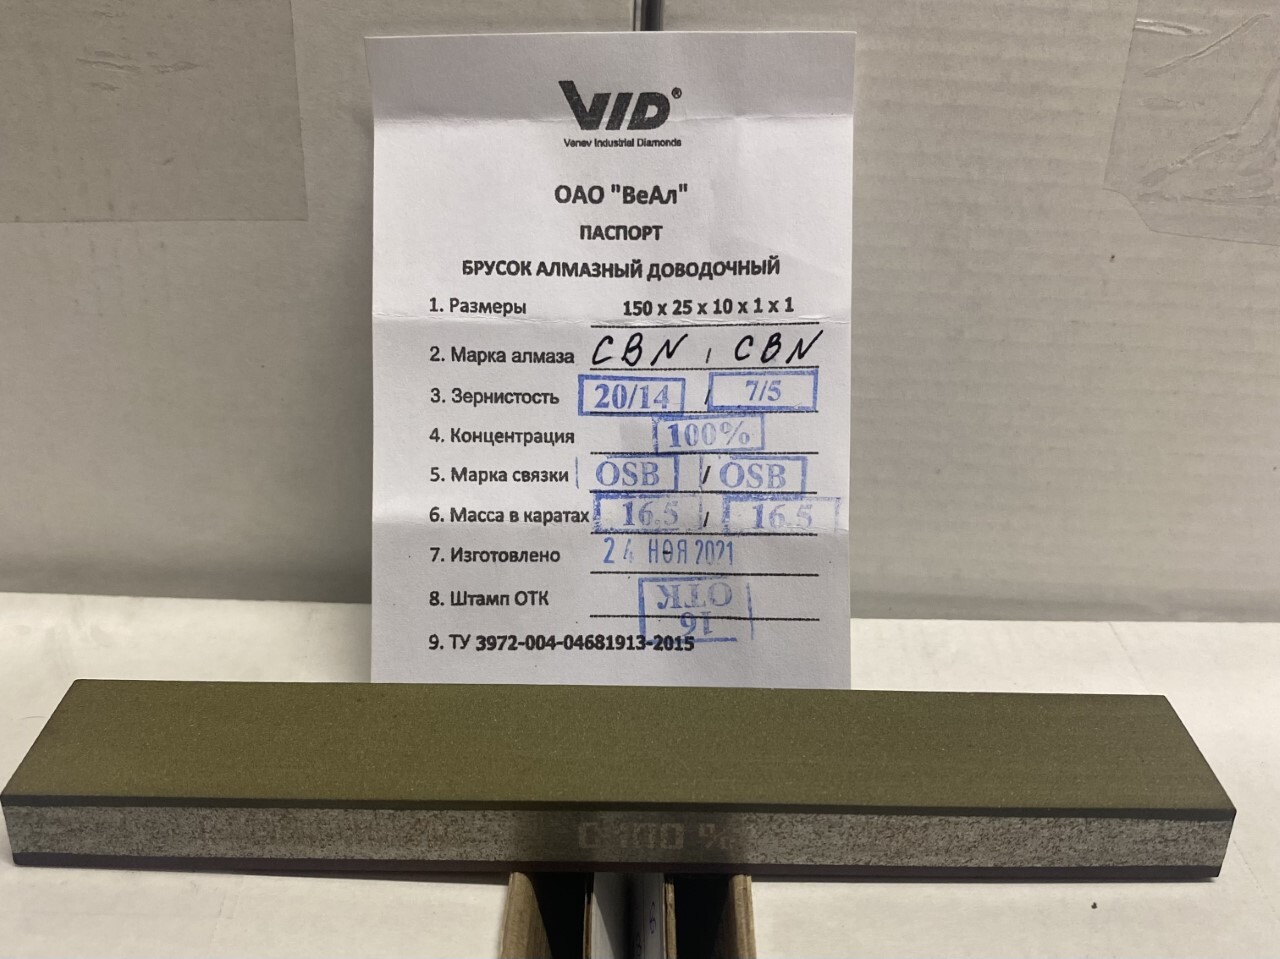 VID®
Venev Industrial Diamonds
ОАО "ВеАл"
ПАСПОРТ
БРУСОК АЛМАЗНЫЙ ДОВОДОЧНЫЙ
1. Размеры 150 x 25 x 10 x 1 x 1
2. Марка алмаза CBN / CBN
3. Зернистость 20/14 / 7/5
4. Концентрация 100%
5. Марка связки OSB / OSB
6. Масса в каратах 16.5 / 16.5
7. Изготовлено 24 НОЯ 2021
8. Штамп ОТК
ОТК
16
9. ТУ 3972-004-04681913-2015
C 100 %